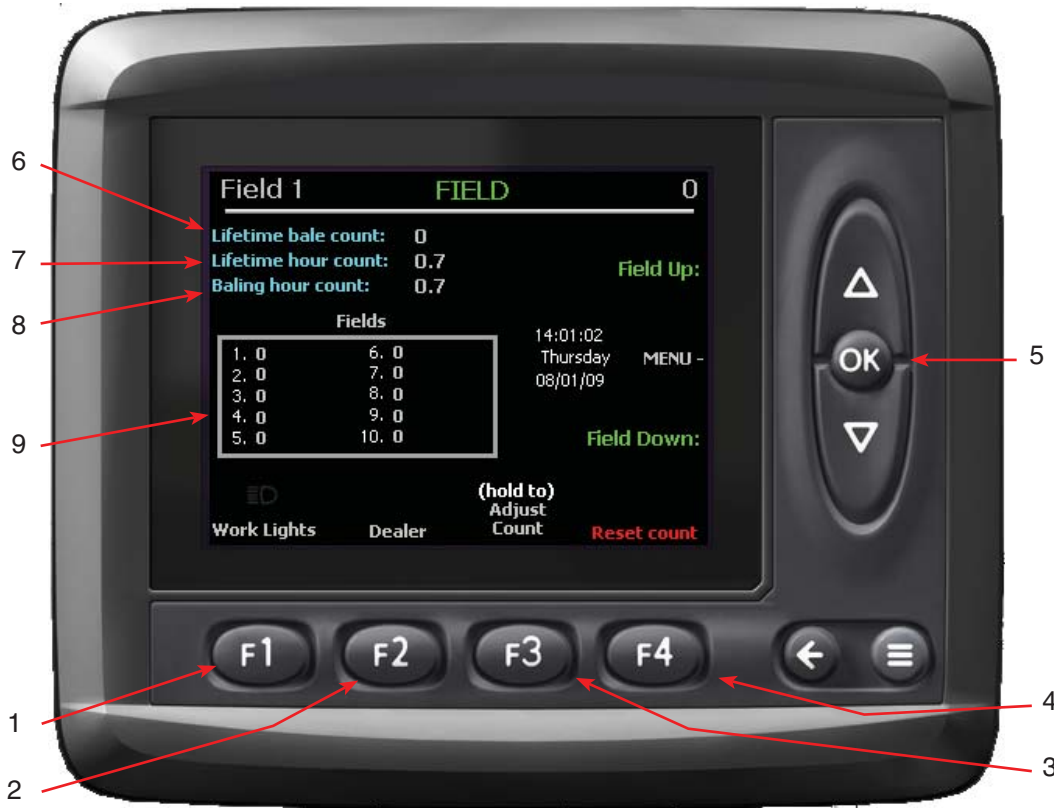 Field 1 FIELD 0
Lifetime bale count: 0
Lifetime hour count: 0.7
Baling hour count: 0.7
Field Up:
Fields
1. 0 6. 0
2. 0 7. 0
3. 0 8. 0
4. 0 9. 0
5. 0 10. 0
14:01:02
Thursday
08/01/09
MENU -
Field Down:
Work Lights
Dealer
(hold to)
Adjust
Count
Reset count
OK
F1 F2 F3 F4
6
7
8
9
1
2
5
4
3